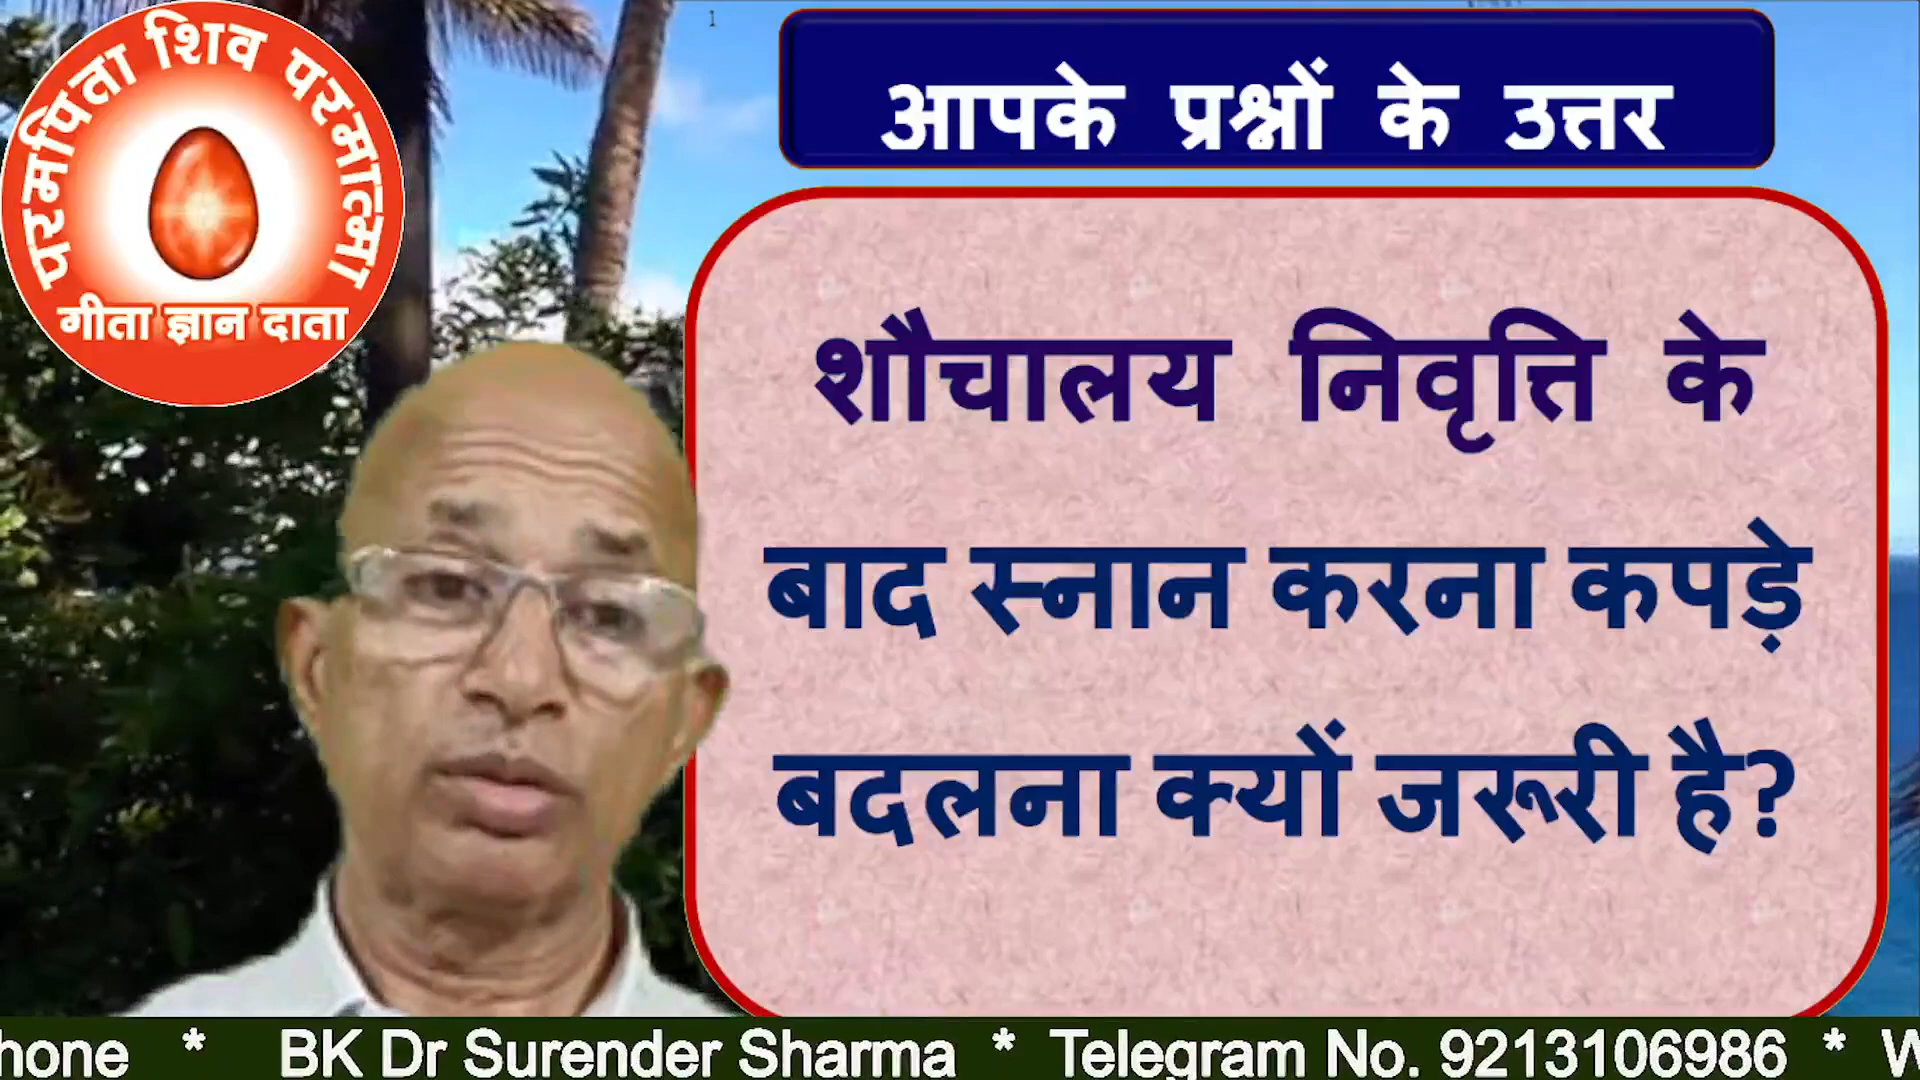 परमपिता शिव परमात्मा
गीता ज्ञान दाता
1
आपके प्रश्नों के उत्तर
शौचालय निवृत्ति के
बाद स्नान करना कपड़े
बदलना क्यों जरूरी है?
hone * BK Dr Surender Sharma * Telegram No. 9213106986 * W